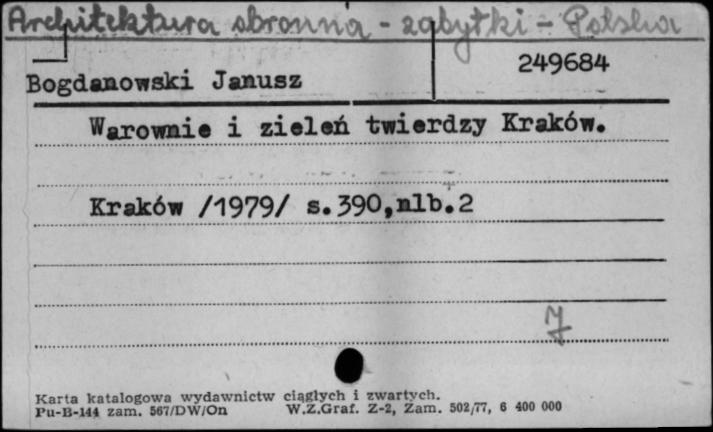 Architektura obronna - zabytki - Polska
249684
Bogdanowski Janusz
Warownie i zieleń twierdzy Kraków.
Kraków /1979/ s.390,nlb.2
Karta katalogowa wydawnictw ciągłych i zwartych.
Pu-B-144 zam. 567/DW/On W.Z.Graf. Z-2, Zam. 502/77, 6 400 000